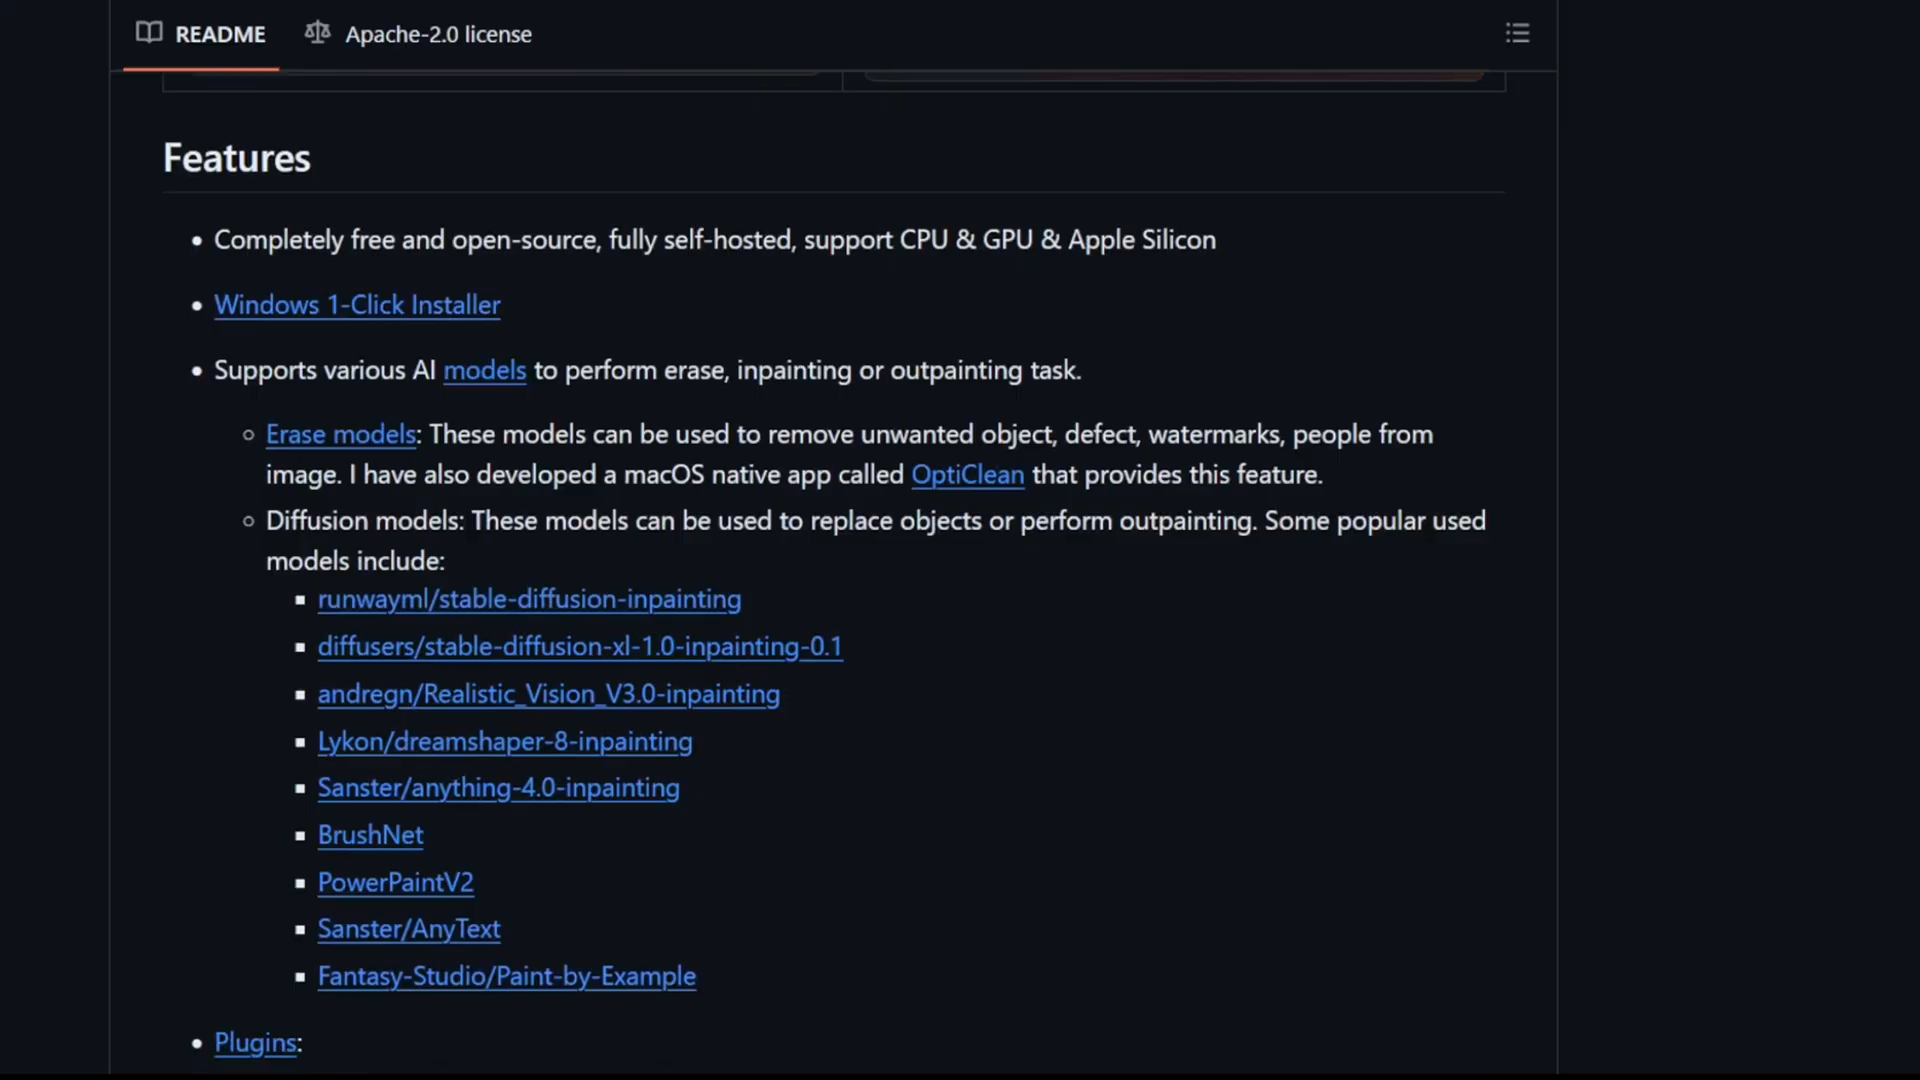 README
Apache-2.0 license
Features
Completely free and open-source, fully self-hosted, support CPU & GPU & Apple Silicon
Windows 1-Click Installer
Supports various AI models to perform erase, inpainting or outpainting task.
Erase models: These models can be used to remove unwanted object, defect, watermarks, people from
image. I have also developed a macOS native app called OptiClean that provides this feature.
Diffusion models: These models can be used to replace objects or perform outpainting. Some popular used
models include:
runwayml/stable-diffusion-inpainting
diffusers/stable-diffusion-xl-1.0-inpainting-0.1
andregn/Realistic_Vision_V3.0-inpainting
Lykon/dreamshaper-8-inpainting
Sanster/anything-4.0-inpainting
BrushNet
PowerPaintV2
Sanster/AnyText
Fantasy-Studio/Paint-by-Example
Plugins: